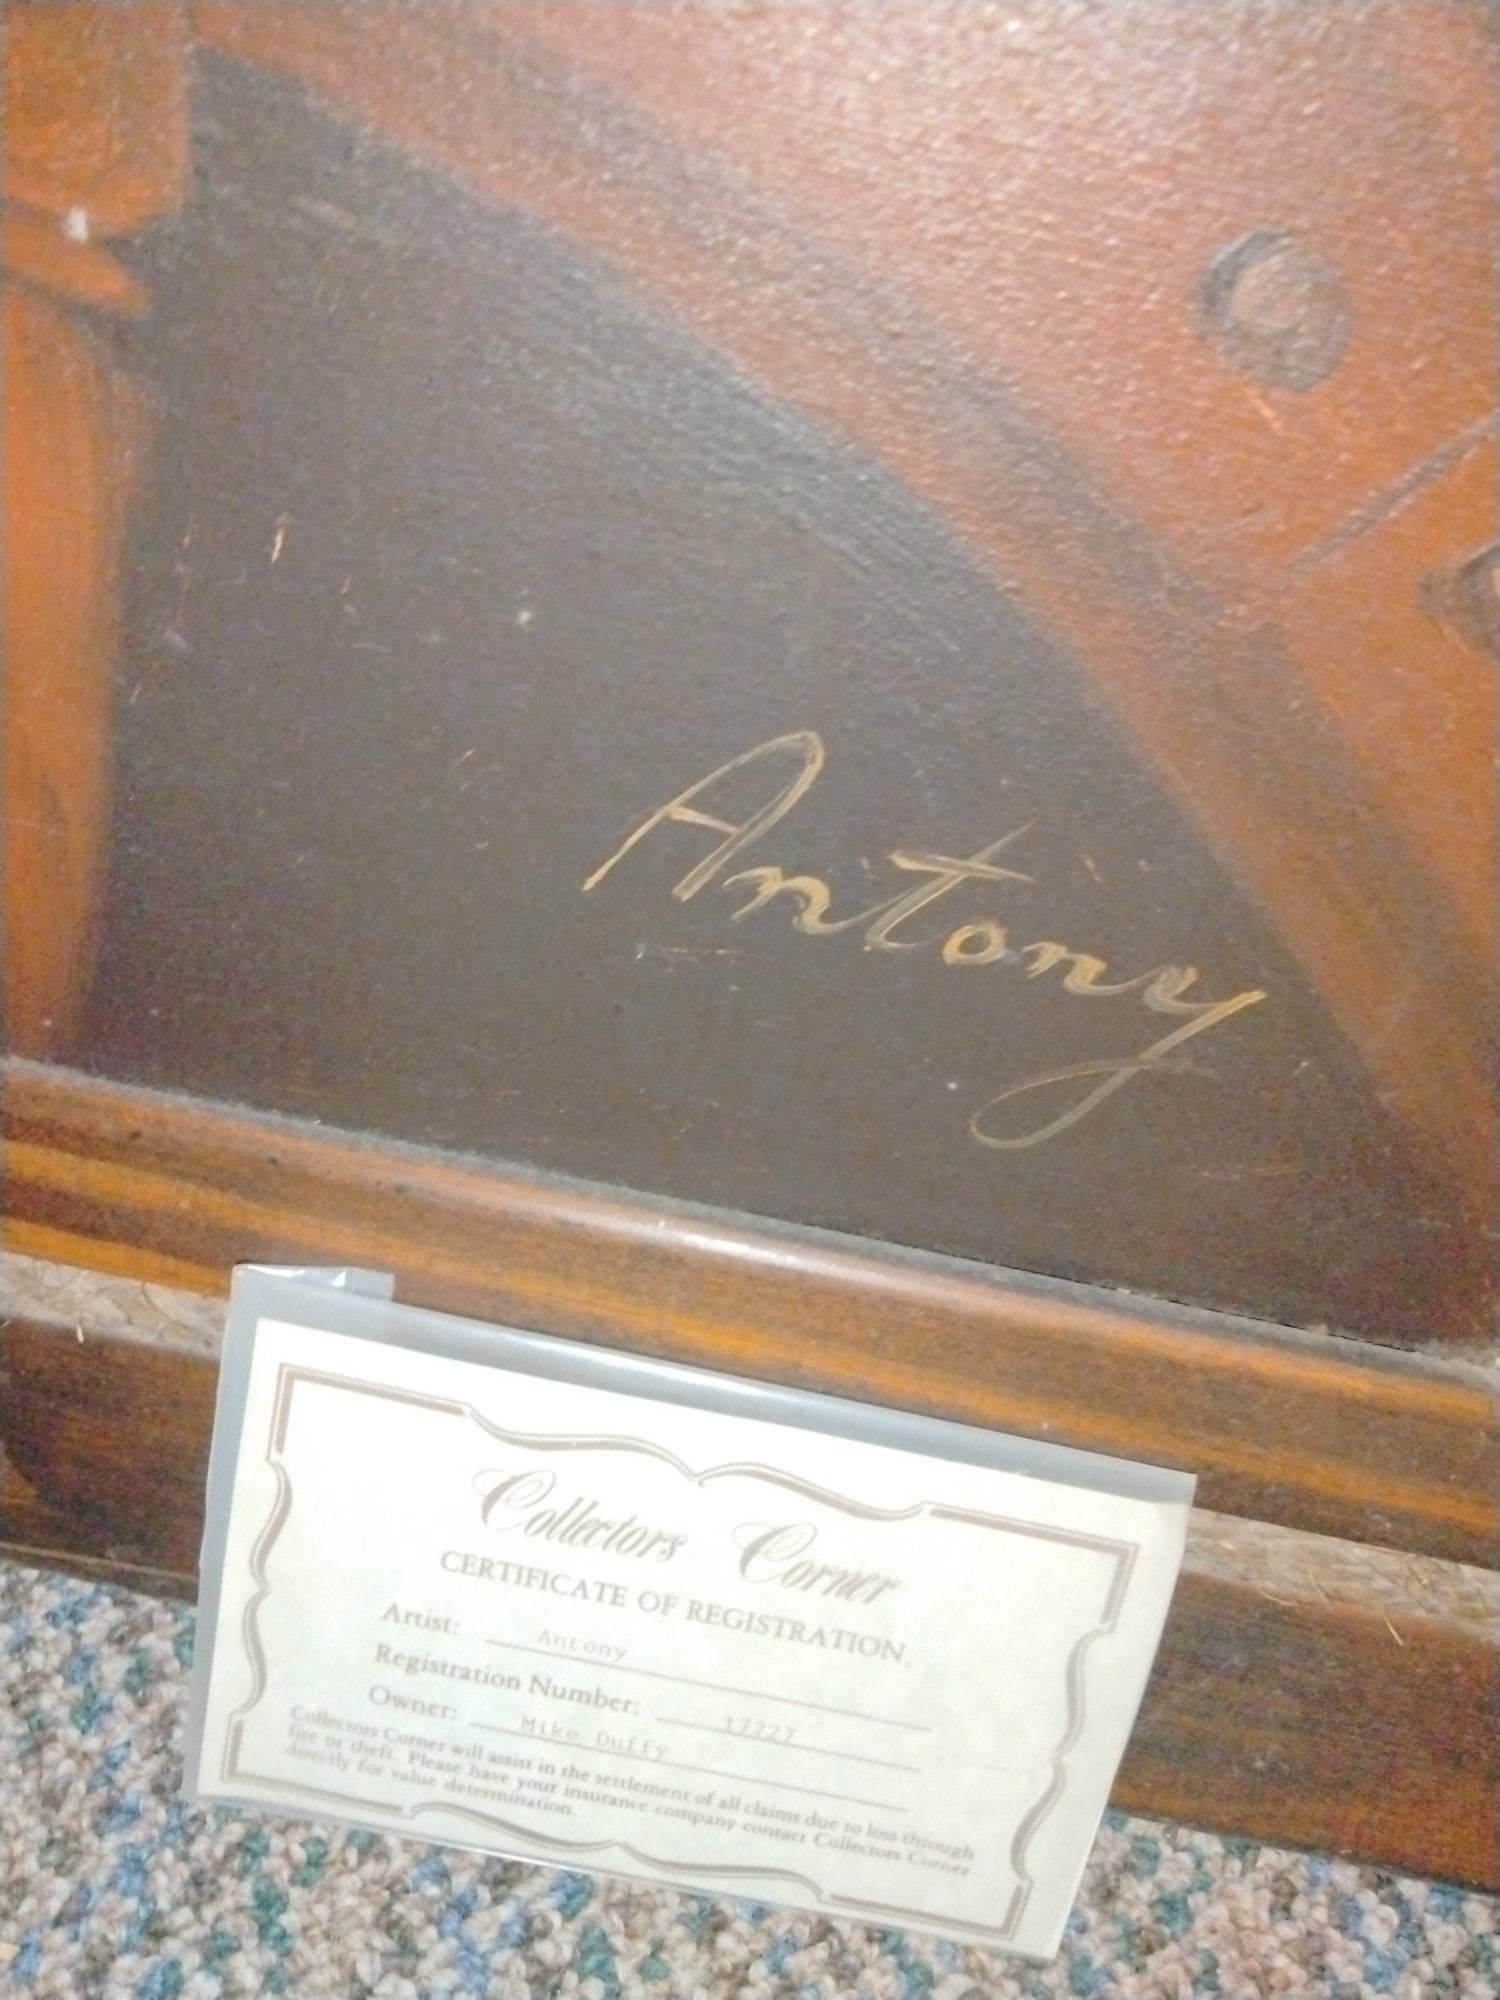 Antony
Collectors Corner
CERTIFICATE OF REGISTRATION
Artist: Antony
Registration Number: 17727
Owner: Mike Duffy
Collectors Corner will assist in the settlement of all claims due to loss through
fire or theft. Please have your insurance company contact Collectors Corner
directly for value determination.